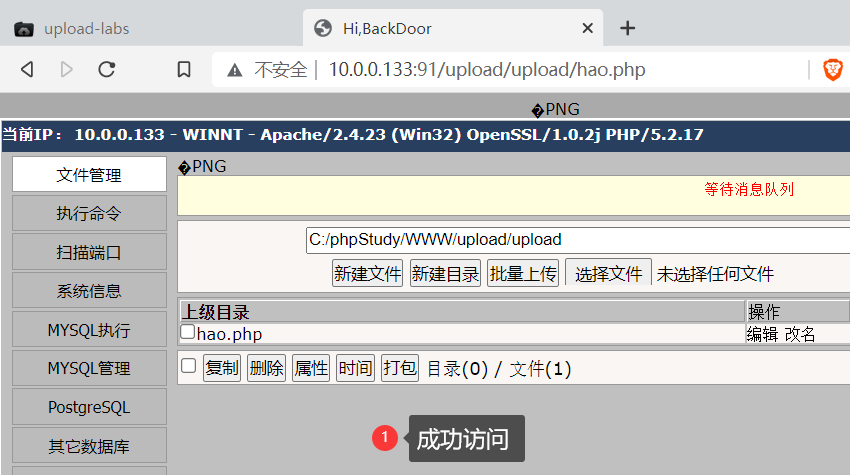 upload-labs
Hi,BackDoor
不安全 | 10.0.0.133:91/upload/upload/hao.php
�PNG
当前IP： 10.0.0.133 - WINNT - Apache/2.4.23 (Win32) OpenSSL/1.0.2j PHP/5.2.17
文件管理
执行命令
扫描端口
系统信息
MYSQL执行
MYSQL管理
PostgreSQL
其它数据库
�PNG
等待消息队列
C:/phpStudy/WWW/upload/upload
新建文件 新建目录 批量上传 选择文件 未选择任何文件
上级目录 操作
hao.php 编辑 改名
复制 删除 属性 时间 打包 目录(0) / 文件(1)
1 成功访问